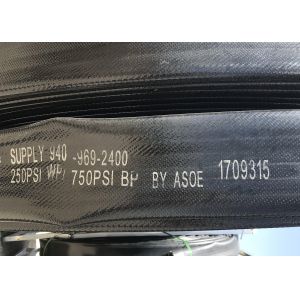 SUPPLY 940-969-2400
250PSI WP/ 750PSI BP BY ASOE 1709315